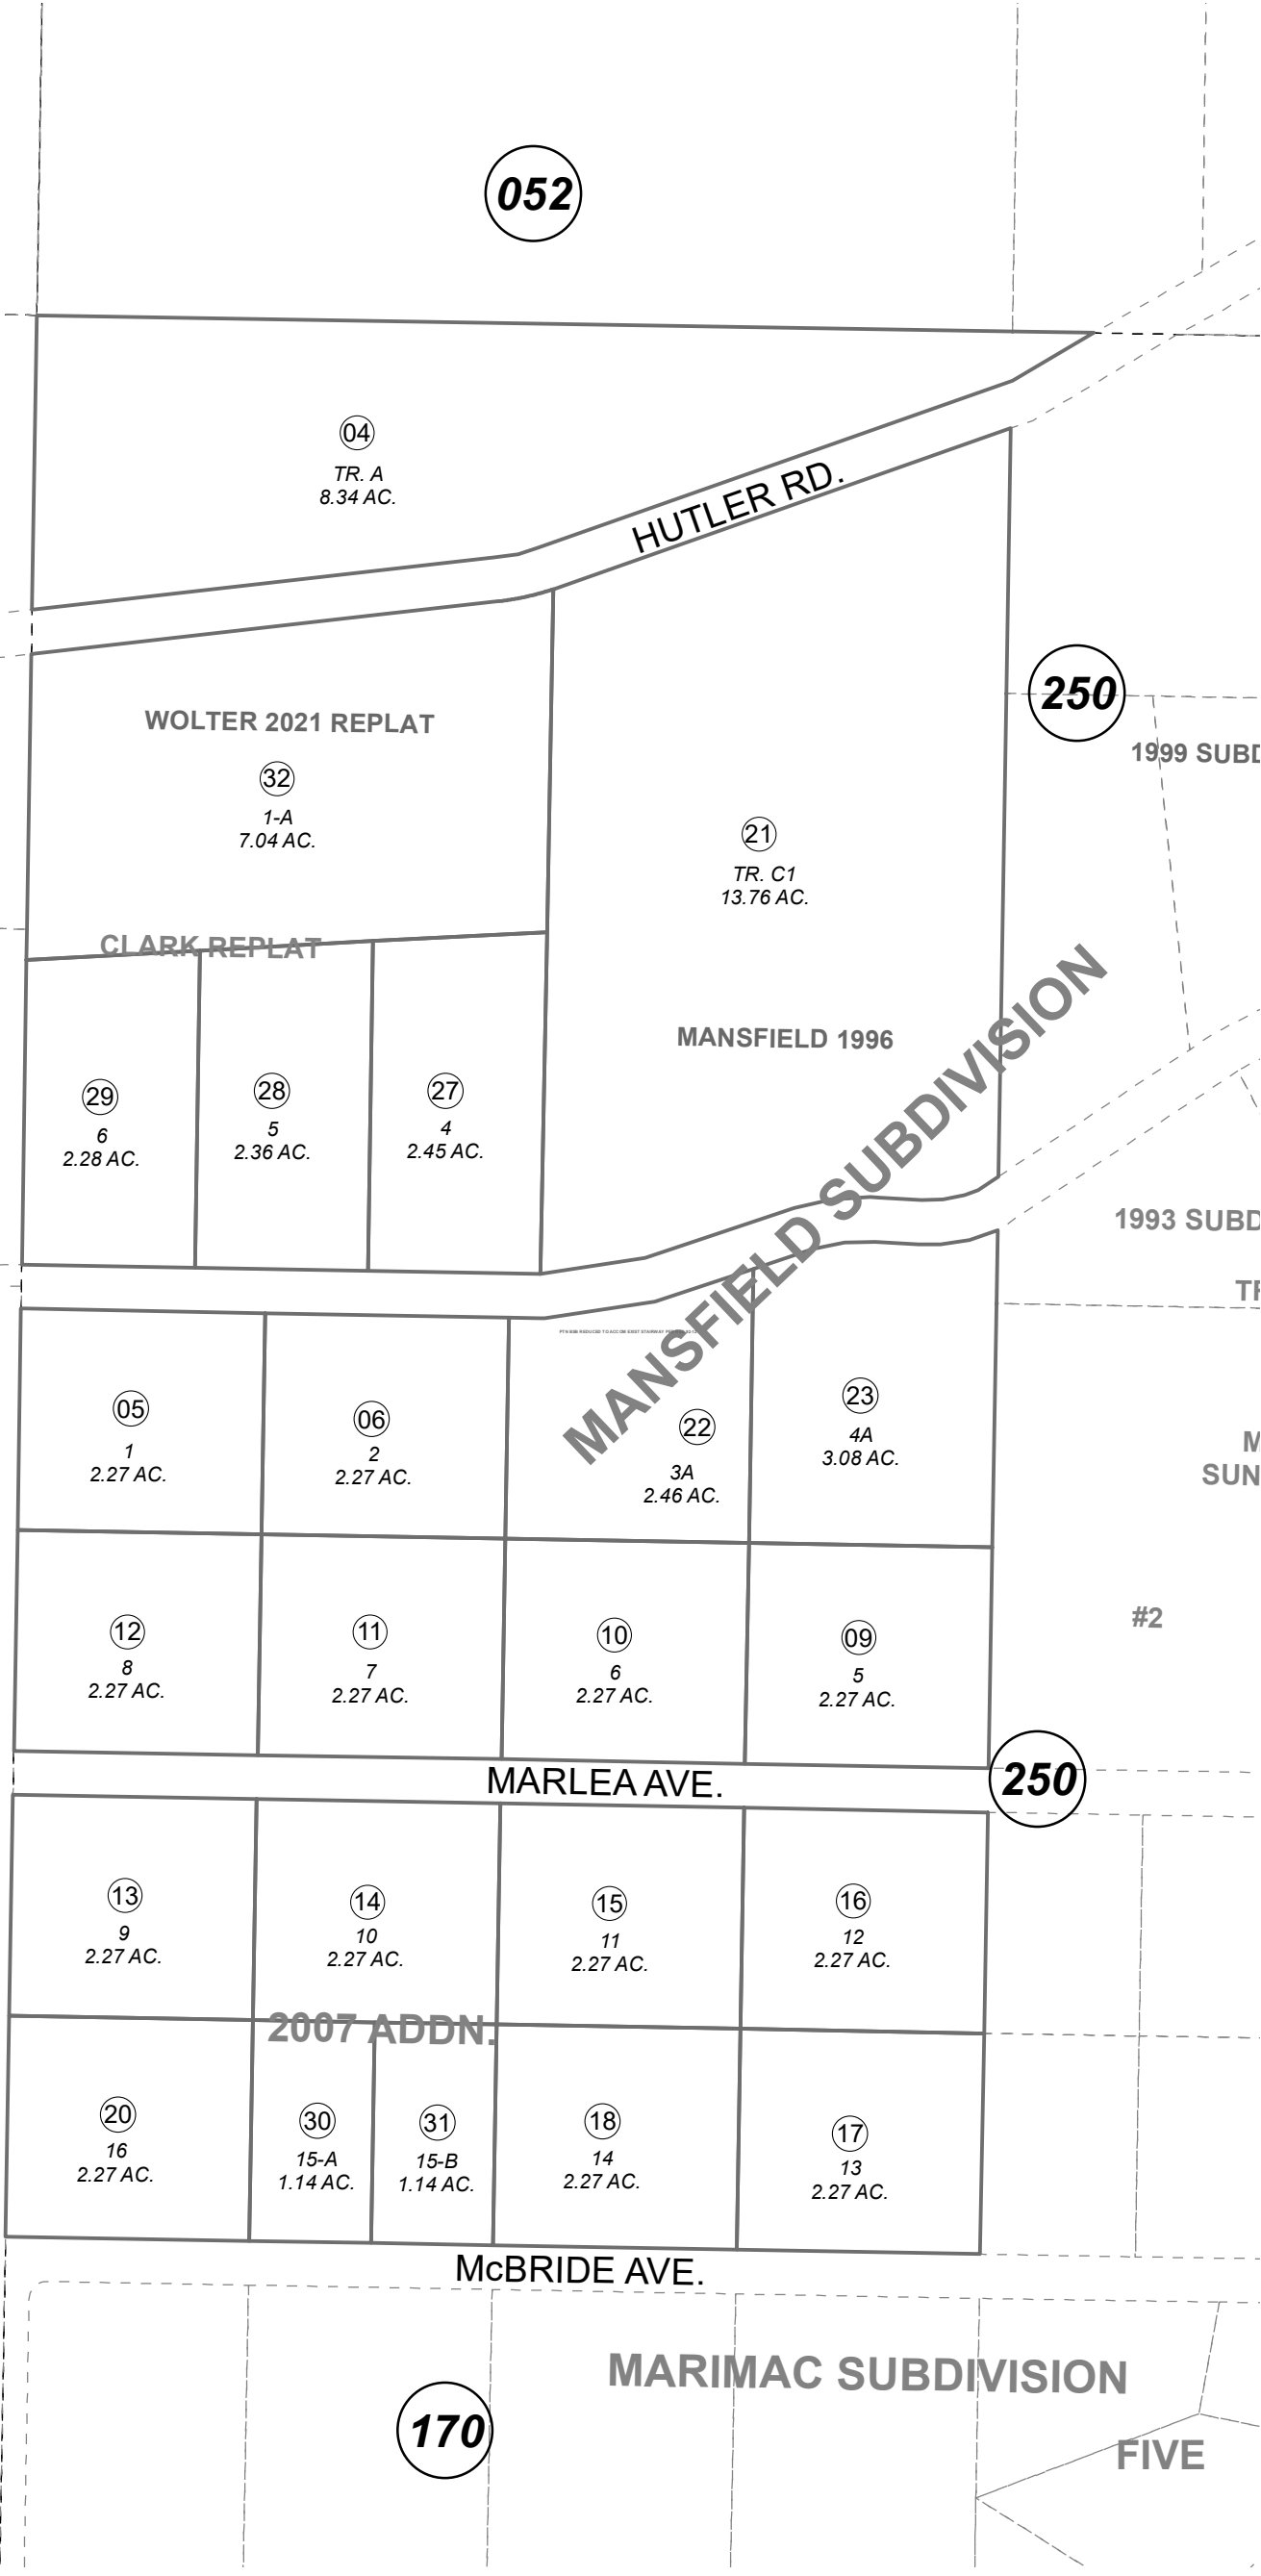 052
04
TR. A
8.34 AC.
HUTLER RD.
WOLTER 2021 REPLAT
32
1-A
7.04 AC.
250
1999 SUBD
21
TR. C1
13.76 AC.
CLARK REPLAT
MANSFIELD 1996
MANSFIELD SUBDIVISION
29
6
2.28 AC.
28
5
2.36 AC.
27
4
2.45 AC.
1993 SUBD
05
1
2.27 AC.
06
2
2.27 AC.
22
3A
2.46 AC.
23
4A
3.08 AC.
SUN
12
8
2.27 AC.
11
7
2.27 AC.
10
6
2.27 AC.
09
5
2.27 AC.
#2
MARLEA AVE.
250
13
9
2.27 AC.
14
10
2.27 AC.
15
11
2.27 AC.
16
12
2.27 AC.
2007 ADDN.
20
16
2.27 AC.
30
15-A
1.14 AC.
31
15-B
1.14 AC.
18
14
2.27 AC.
17
13
2.27 AC.
McBRIDE AVE.
MARIMAC SUBDIVISION
170
FIVE